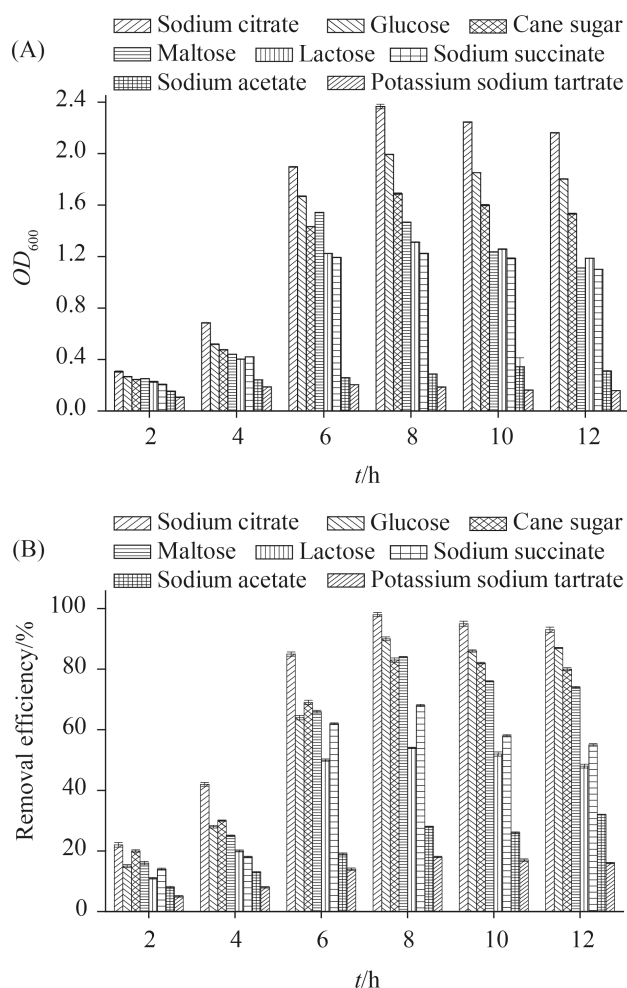 (A)
Sodium citrate Glucose Cane sugar
Maltose Lactose Sodium succinate
Sodium acetate Potassium sodium tartrate
2.4
2.0
1.6
1.2
0.8
0.4
0.0
OD600
2 4 6 8 10 12
t/h
(B)
Sodium citrate Glucose Cane sugar
Maltose Lactose Sodium succinate
Sodium acetate Potassium sodium tartrate
100
80
60
40
20
0
Removal efficiency/%
2 4 6 8 10 12
t/h